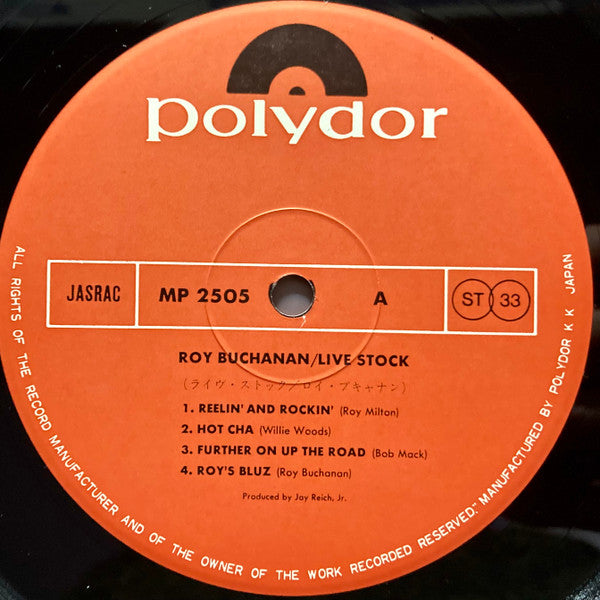 polydor
JASRAC
MP 2505
A
ST 33
ROY BUCHANAN/LIVE STOCK
(ライヴ・ストック/ロイ・ブキャナン)
1. REELIN' AND ROCKIN' (Roy Milton)
2. HOT CHA (Willie Woods)
3. FURTHER ON UP THE ROAD (Bob Mack)
4. ROY'S BLUZ (Roy Buchanan)
Produced by Jay Reich, Jr.
ALL RIGHTS OF THE RECORD MANUFACTURER AND OF THE OWNER OF THE WORK RECORDED RESERVED." MANUFACTURED BY POLYDOR K K JAPAN